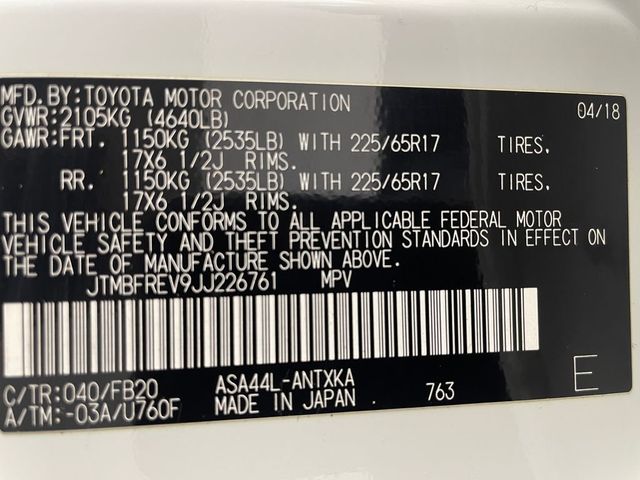 MFD.BY:TOYOTA MOTOR CORPORATION 04/18
GVWR:2105KG (4640LB)
GAWR:FRT. 1150KG (2535LB) WITH 225/65R17 TIRES.
17X6 1/2J RIMS.
RR. 1150KG (2535LB) WITH 225/65R17 TIRES.
17X6 1/2J RIMS.
THIS VEHICLE CONFORMS TO ALL APPLICABLE FEDERAL MOTOR
VEHICLE SAFETY AND THEFT PREVENTION STANDARDS IN EFFECT ON
THE DATE OF MANUFACTURE SHOWN ABOVE.
JTMBFREV9JJ226761 MPV
C/TR:040/FB20 ASA44L-ANTXKA 763 E
A/TM:-03A/U760F MADE IN JAPAN